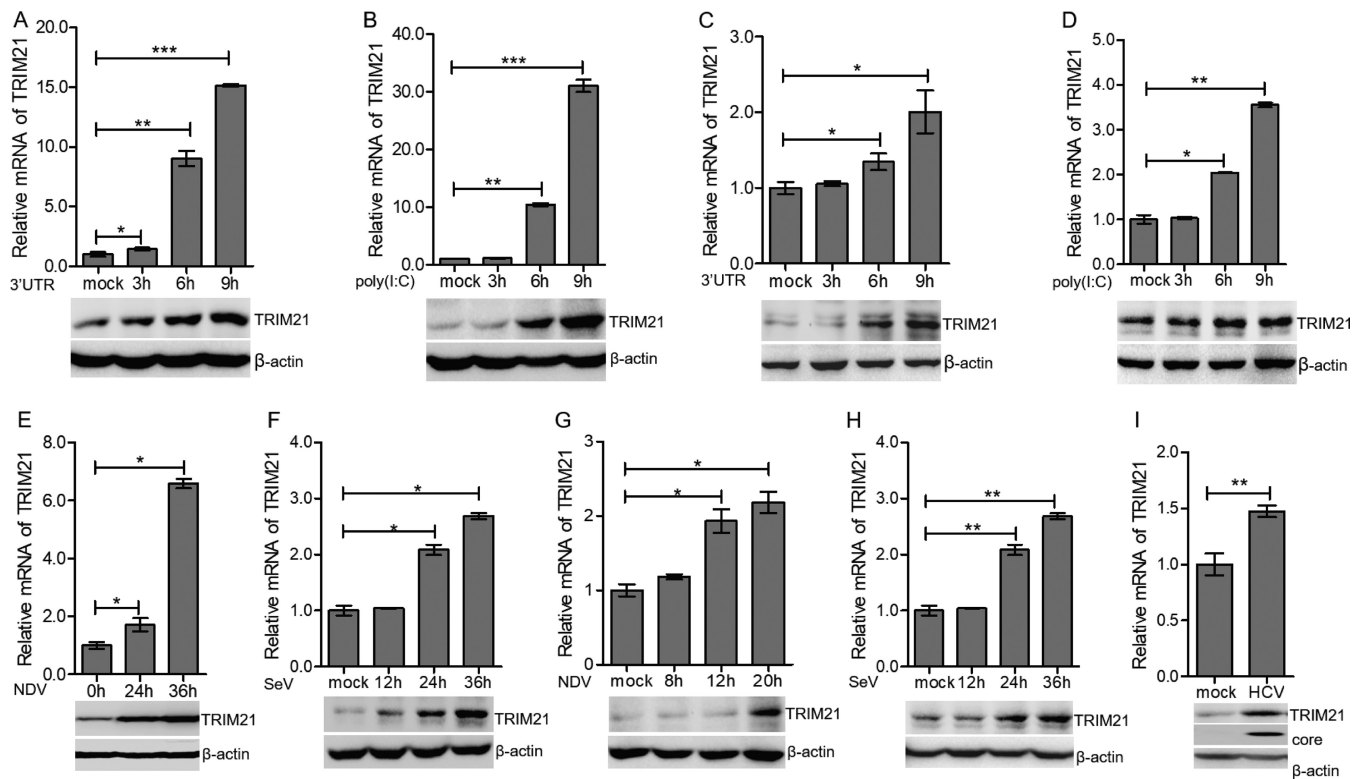 A
Relative mRNA of TRIM21
20.0
15.0
10.0
5.0
0.0
***
**
*
3'UTR mock 3h 6h 9h
TRIM21
β-actin
B
Relative mRNA of TRIM21
40.0
30.0
20.0
10.0
0.0
***
**
poly(I:C) mock 3h 6h 9h
TRIM21
β-actin
C
Relative mRNA of TRIM21
3.0
2.0
1.0
0.0
*
*
3'UTR mock 3h 6h 9h
TRIM21
β-actin
D
Relative mRNA of TRIM21
5.0
4.0
3.0
2.0
1.0
0.0
**
*
poly(I:C) mock 3h 6h 9h
TRIM21
β-actin
E
Relative mRNA of TRIM21
8.0
6.0
4.0
2.0
0.0
*
*
NDV 0h 24h 36h
TRIM21
β-actin
F
Relative mRNA of TRIM21
4.0
3.0
2.0
1.0
0.0
*
*
SeV mock 12h 24h 36h
TRIM21
β-actin
G
Relative mRNA of TRIM21
3
2
1
0
*
*
NDV mock 8h 12h 20h
TRIM21
β-actin
H
Relative mRNA of TRIM21
4.0
3.0
2.0
1.0
0.0
**
**
SeV mock 12h 24h 36h
TRIM21
β-actin
I
Relative mRNA of TRIM21
2.0
1.5
1.0
0.5
0.0
**
mock HCV
TRIM21
core
β-actin